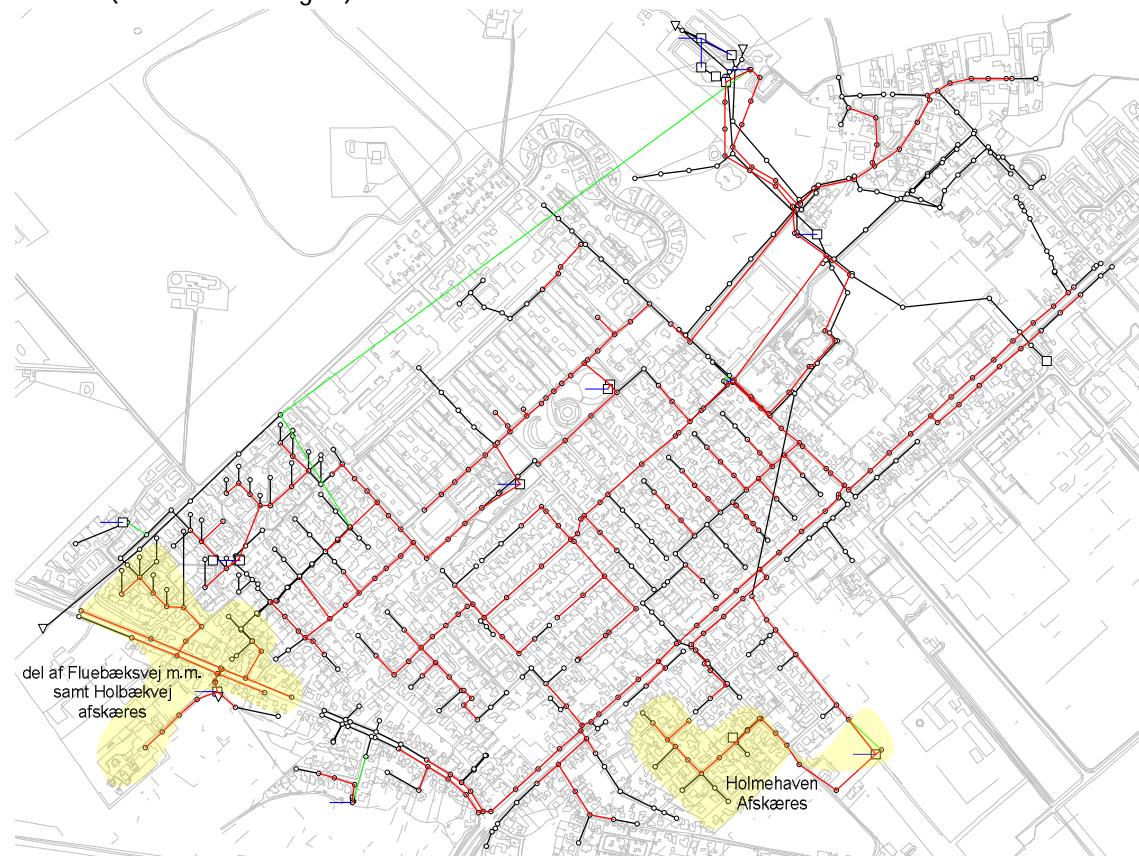 del af Fluebæksvej m.m.
samt Holbækvej
afskæres
Holmehaven
Afskæres